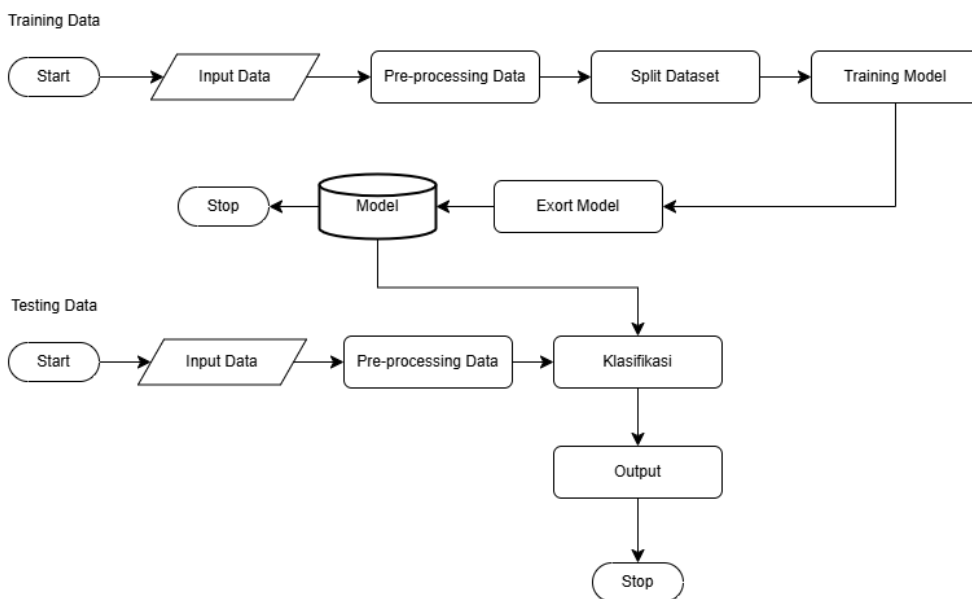 Training Data
Start
Input Data
Pre-processing Data
Split Dataset
Training Model
Stop
Model
Exort Model
Testing Data
Start
Input Data
Pre-processing Data
Klasifikasi
Output
Stop